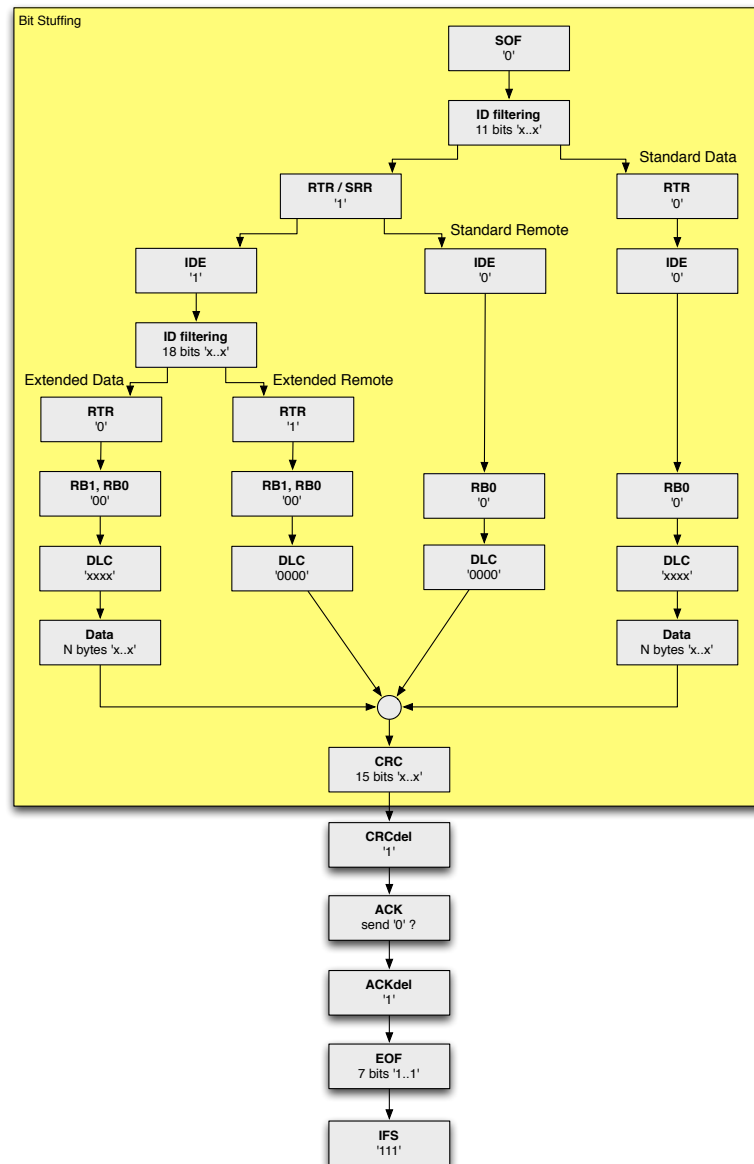 Bit Stuffing
SOF
'0'
ID filtering
11 bits 'x..x'
Standard Data
RTR / SRR
'1'
RTR
'0'
Standard Remote
IDE
'1'
IDE
'0'
IDE
'0'
ID filtering
18 bits 'x..x'
Extended Data
Extended Remote
RTR
'0'
RTR
'1'
RB1, RB0
'00'
RB1, RB0
'00'
RB0
'0'
RB0
'0'
DLC
'xxxx'
DLC
'0000'
DLC
'0000'
DLC
'xxxx'
Data
N bytes 'x..x'
Data
N bytes 'x..x'
CRC
15 bits 'x..x'
CRCdel
'1'
ACK
send '0' ?
ACKdel
'1'
EOF
7 bits '1..1'
IFS
'111'